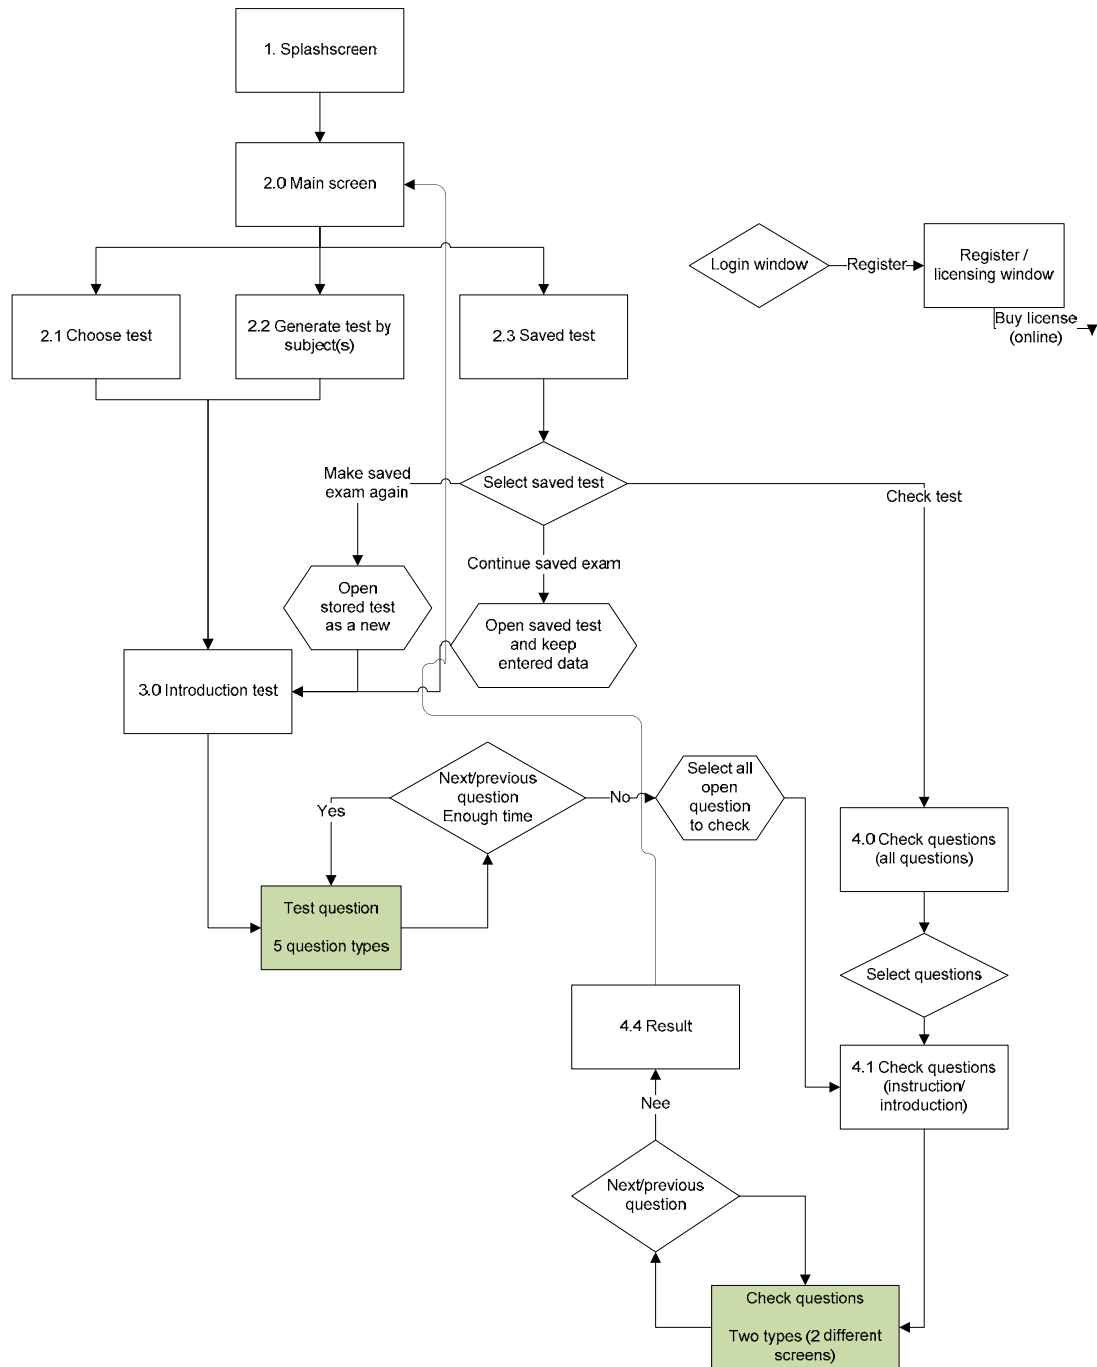 1. Splashscreen
2.0 Main screen
Login window
Register
Register /
licensing window
Buy license
(online)
2.1 Choose test
2.2 Generate test by
subject(s)
2.3 Saved test
Make saved
exam again
Select saved test
Check test
Continue saved exam
Open
stored test
as a new
Open saved test
and keep
entered data
3.0 Introduction test
Next/previous
question
Enough time
Yes
No
Select all
open
question
to check
4.0 Check questions
(all questions)
Test question
5 question types
Select questions
4.4 Result
4.1 Check questions
(instruction/
introduction)
Nee
Next/previous
question
Check questions
Two types (2 different
screens)